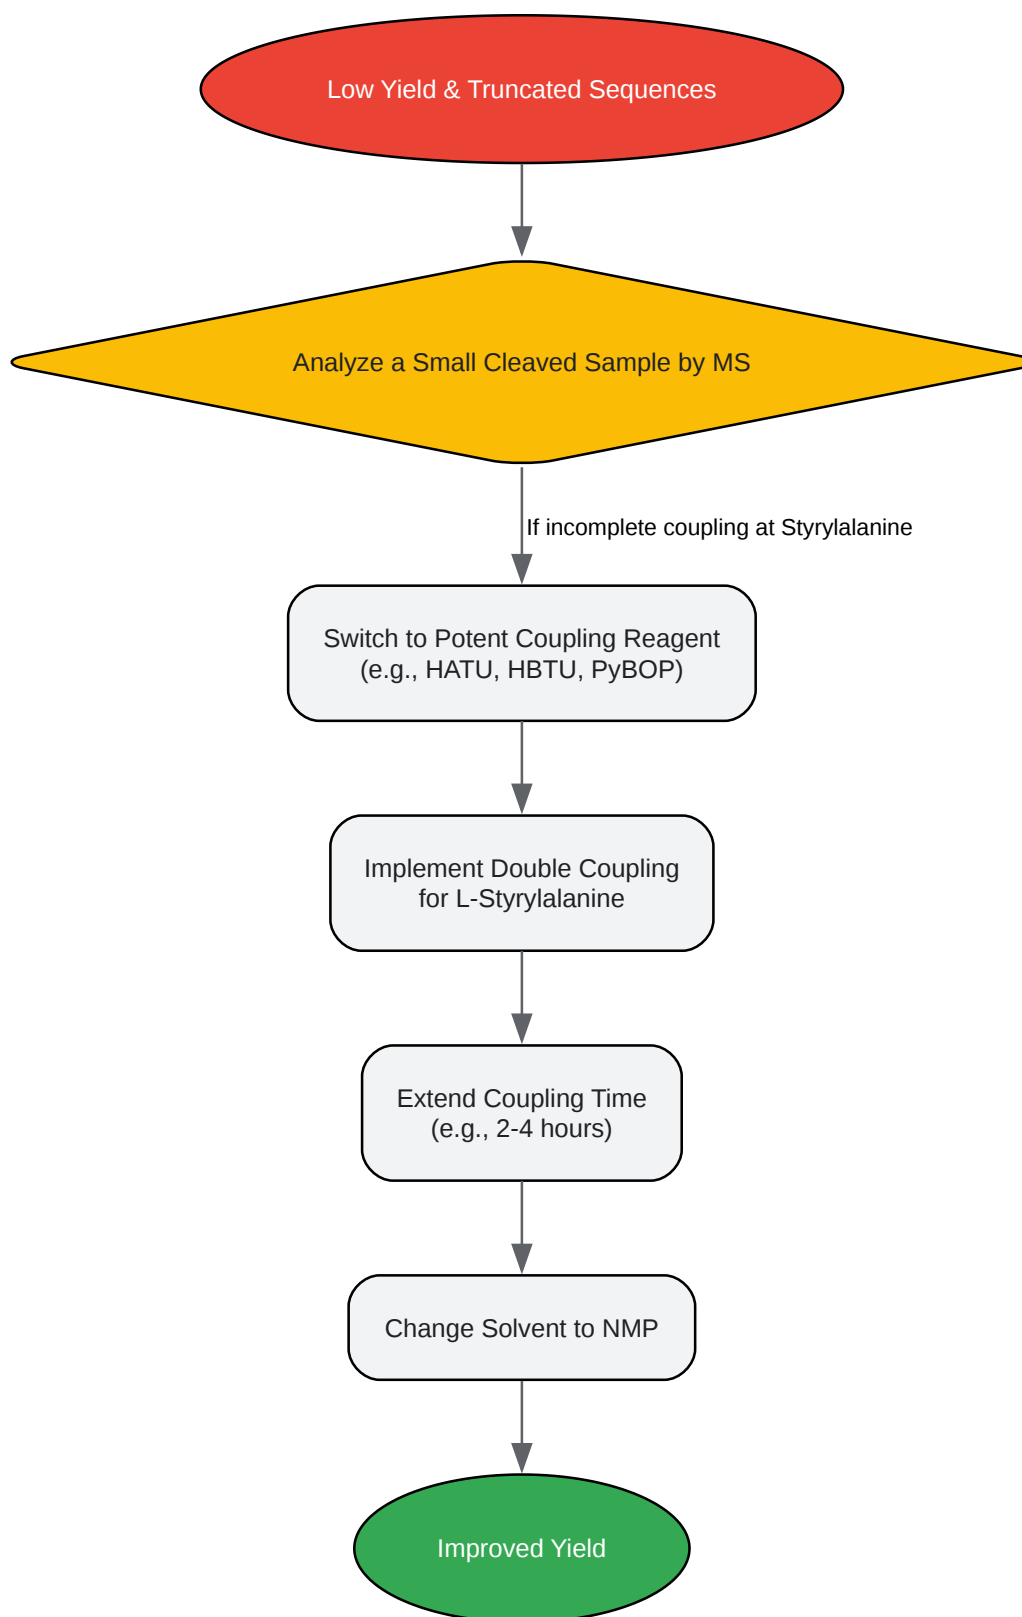 Low Yield & Truncated Sequences
Analyze a Small Cleaved Sample by MS
If incomplete coupling at Styrylalanine
Switch to Potent Coupling Reagent
(e.g., HATU, HBTU, PyBOP)
Implement Double Coupling
for L-Styrylalanine
Extend Coupling Time
(e.g., 2-4 hours)
Change Solvent to NMP
Improved Yield